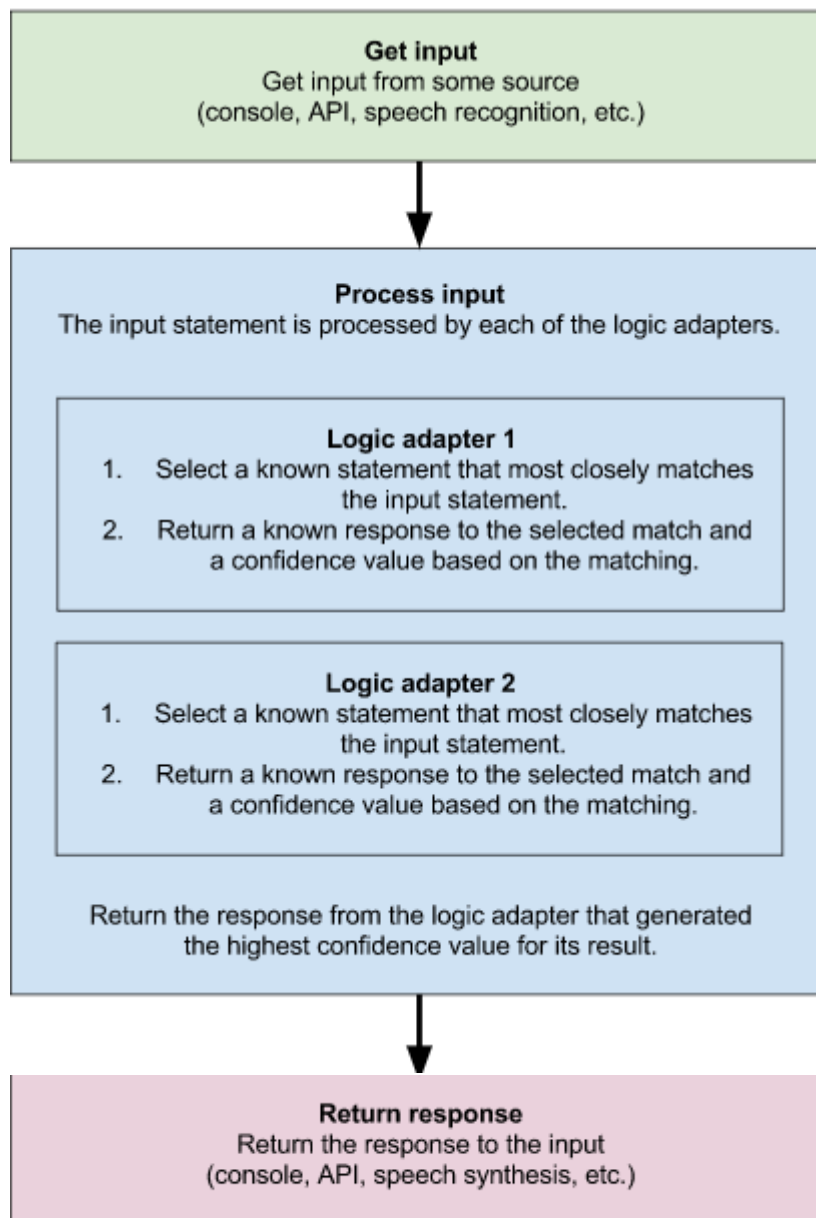 Get input
Get input from some source
(console, API, speech recognition, etc.)
Process input
The input statement is processed by each of the logic adapters.
Logic adapter 1
1. Select a known statement that most closely matches
the input statement.
2. Return a known response to the selected match and
a confidence value based on the matching.
Logic adapter 2
1. Select a known statement that most closely matches
the input statement.
2. Return a known response to the selected match and
a confidence value based on the matching.
Return the response from the logic adapter that generated
the highest confidence value for its result.
Return response
Return the response to the input
(console, API, speech synthesis, etc.)